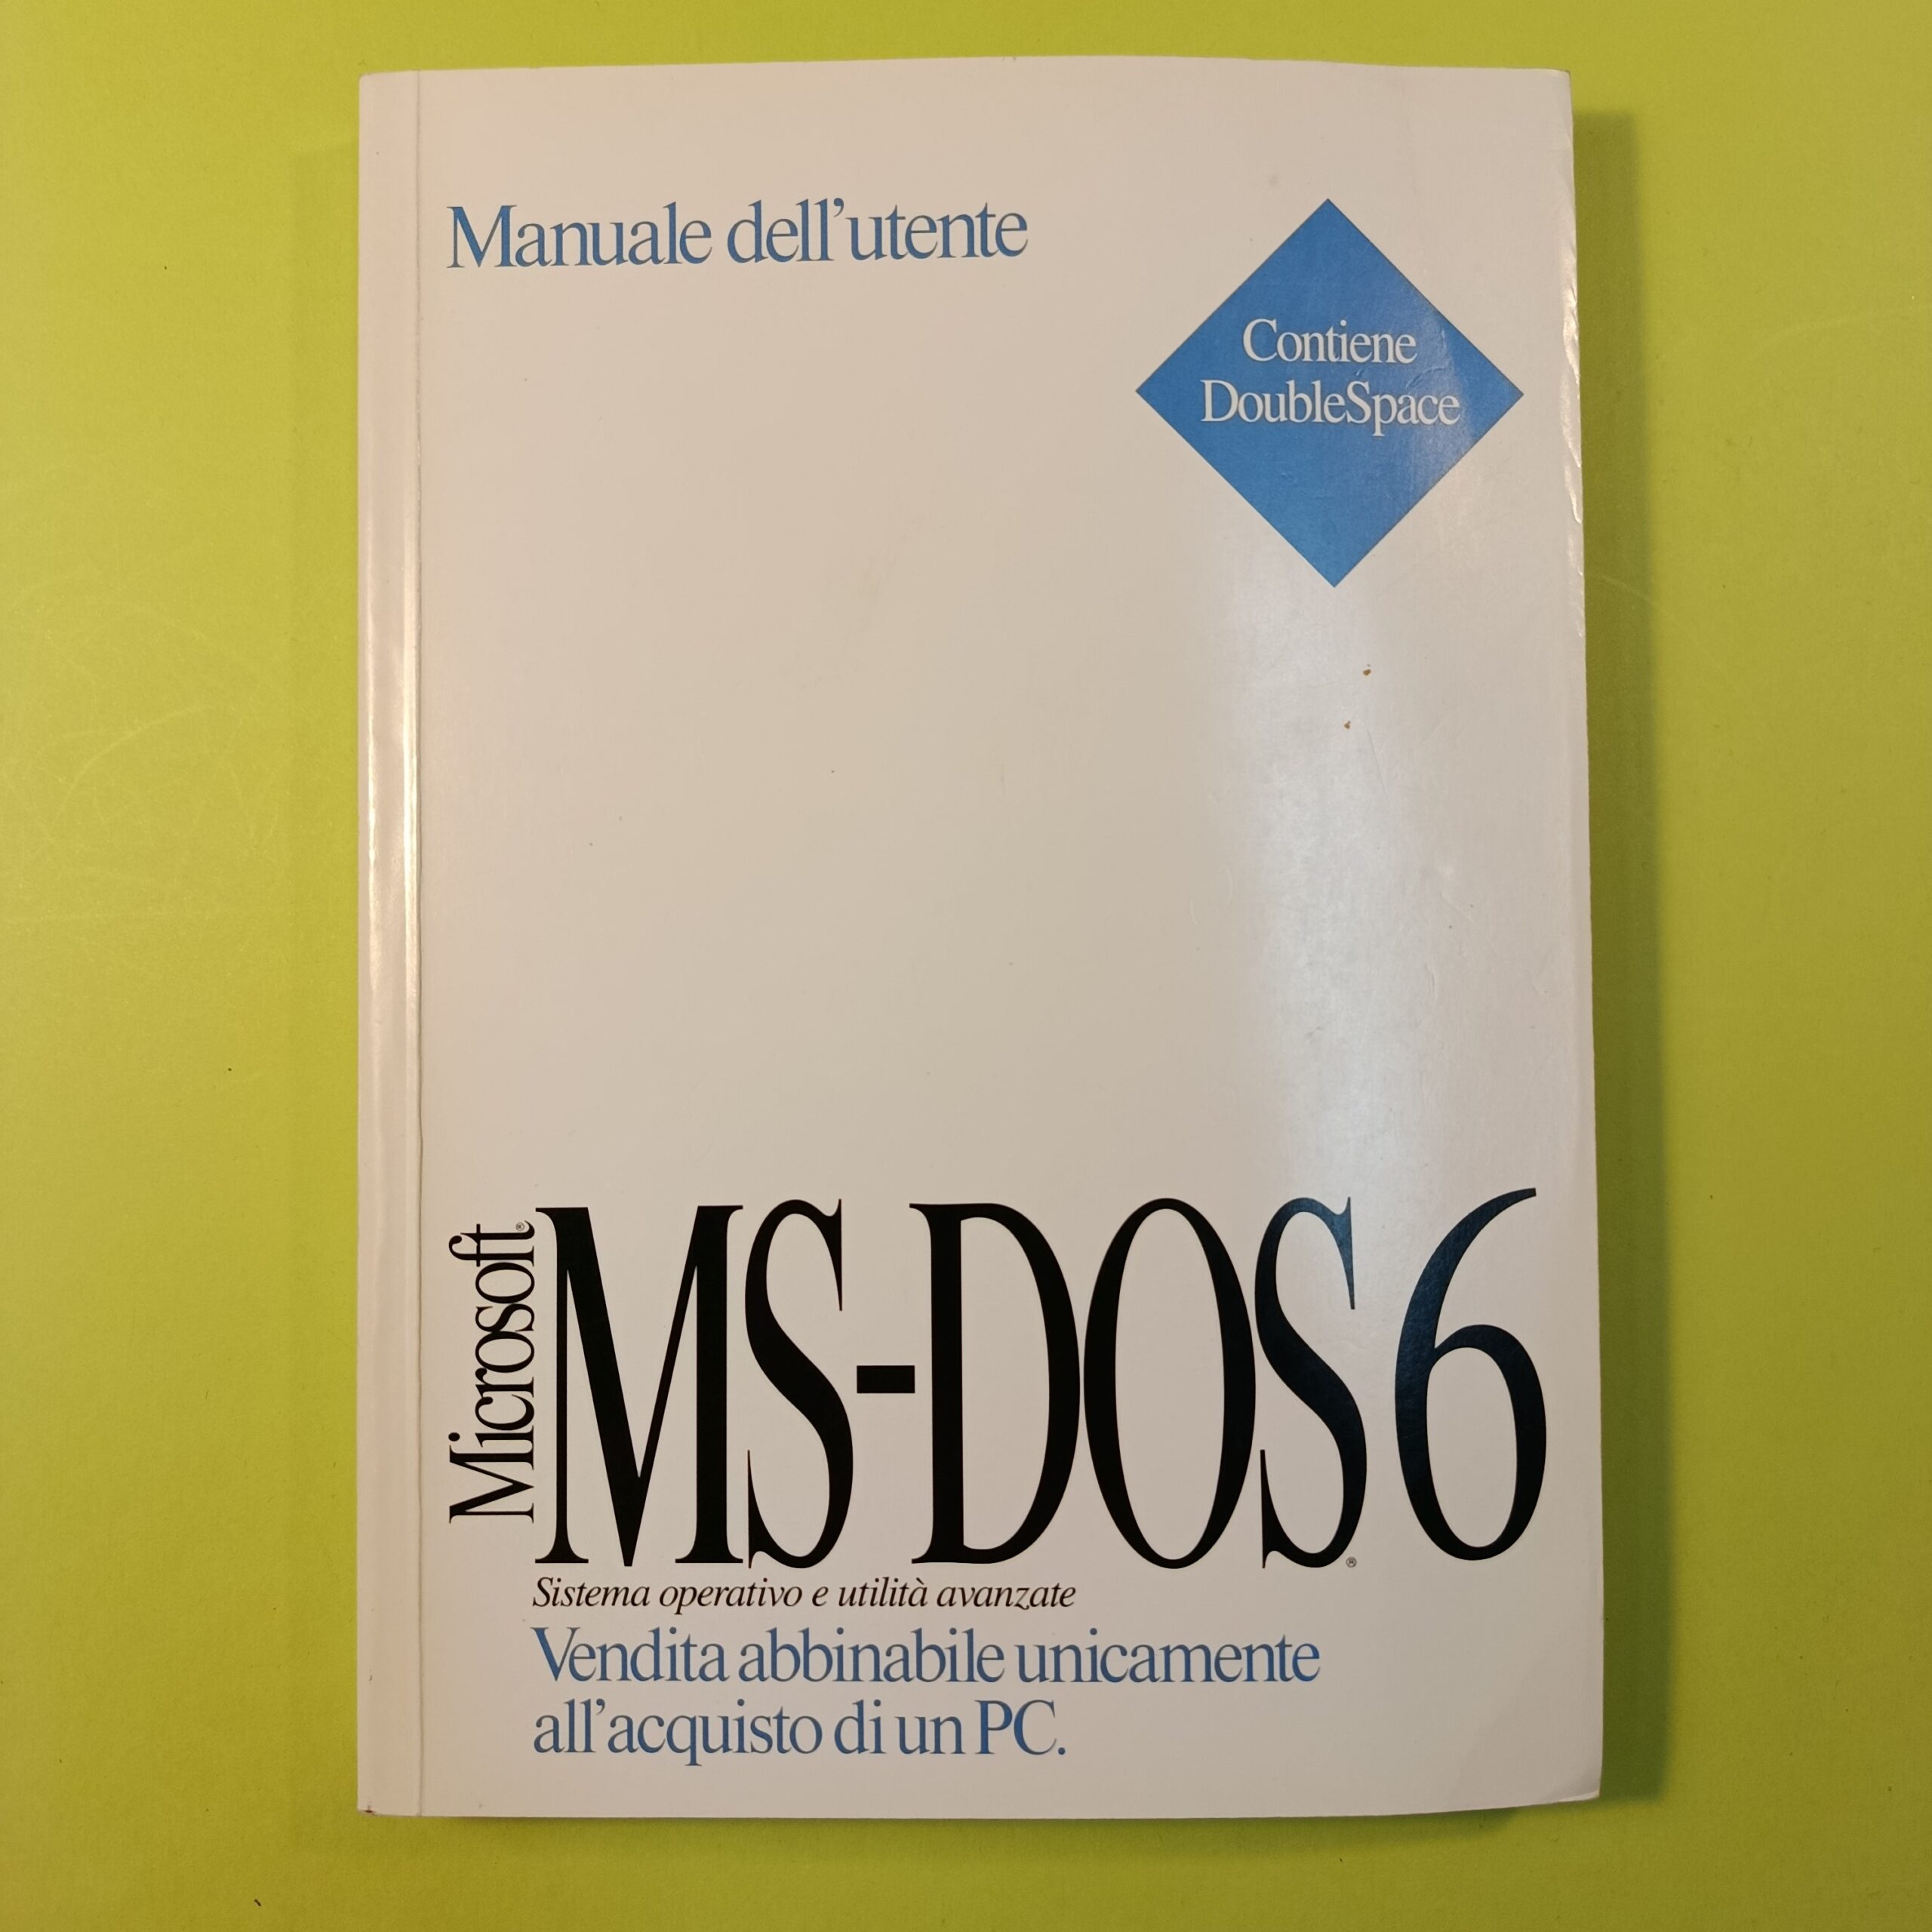 Manuale dell'utente
Contiene
DoubleSpace
Microsoft®
MS-DOS® 6
Sistema operativo e utilità avanzate
Vendita abbinabile unicamente
all'acquisto di un PC.